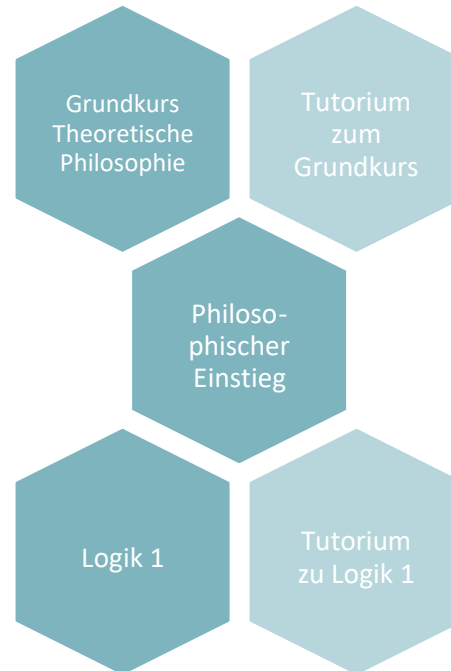 Grundkurs
Theoretische
Philosophie
Tutorium
zum
Grundkurs
Philoso-
phischer
Einstieg
Logik 1
Tutorium
zu Logik 1